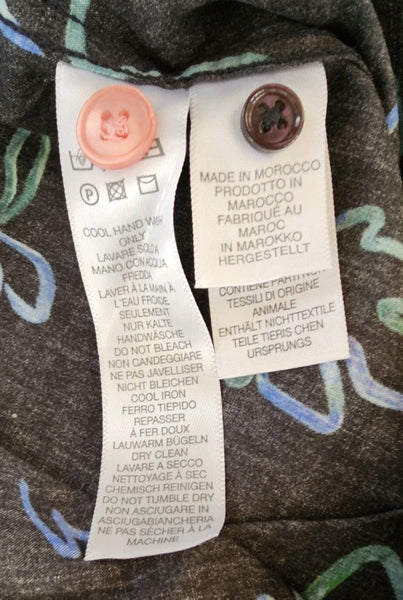 COOL HAND WASH
ONLY
LAVARE SOLO A
MANO CON ACQUA
FREDDA
LAVER À LA MAIN À
L'EAU FROIDE
SEULEMENT
NUR KALTE
HANDWÄSCHE
DO NOT BLEACH
NON CANDEGGIARE
NE PAS JAVELLISER
NICHT BLEICHEN
COOL IRON
FERRO TIEPIDO
REPASSER
À FER DOUX
LAUWARM BÜGELN
DRY CLEAN
LAVARE A SECCO
NETTOYAGE À SEC
CHEMISCH REINIGEN
DO NOT TUMBLE DRY
NON ASCIUGARE IN
ASCIUGABIANCHERIA
NE PAS SÉCHER À LA
MACHINE
MADE IN MOROCCO
PRODOTTO IN
MAROCCO
FABRIQUÉ AU
MAROC
IN MAROKKO
HERGESTELLT
CONTIENE PARTI NON
TESSILI DI ORIGINE
ANIMALE
ENTHÄLT NICHTTEXTILE
TEILE TIERIS CHEN
URSPRUNGS